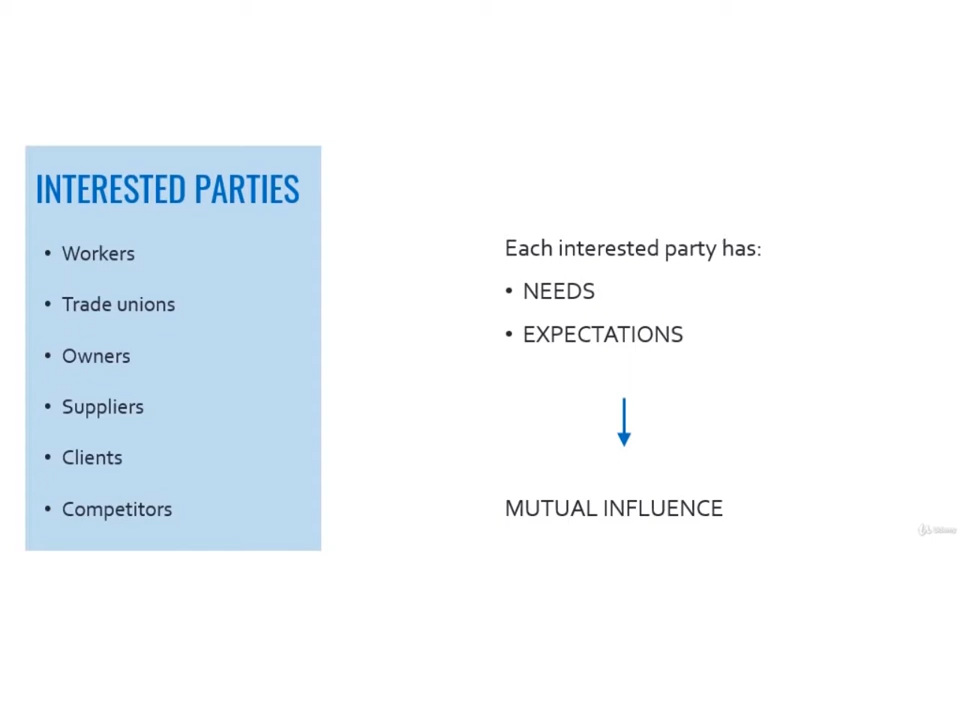 INTERESTED PARTIES
• Workers
• Trade unions
• Owners
• Suppliers
• Clients
• Competitors
Each interested party has:
• NEEDS
• EXPECTATIONS
MUTUAL INFLUENCE